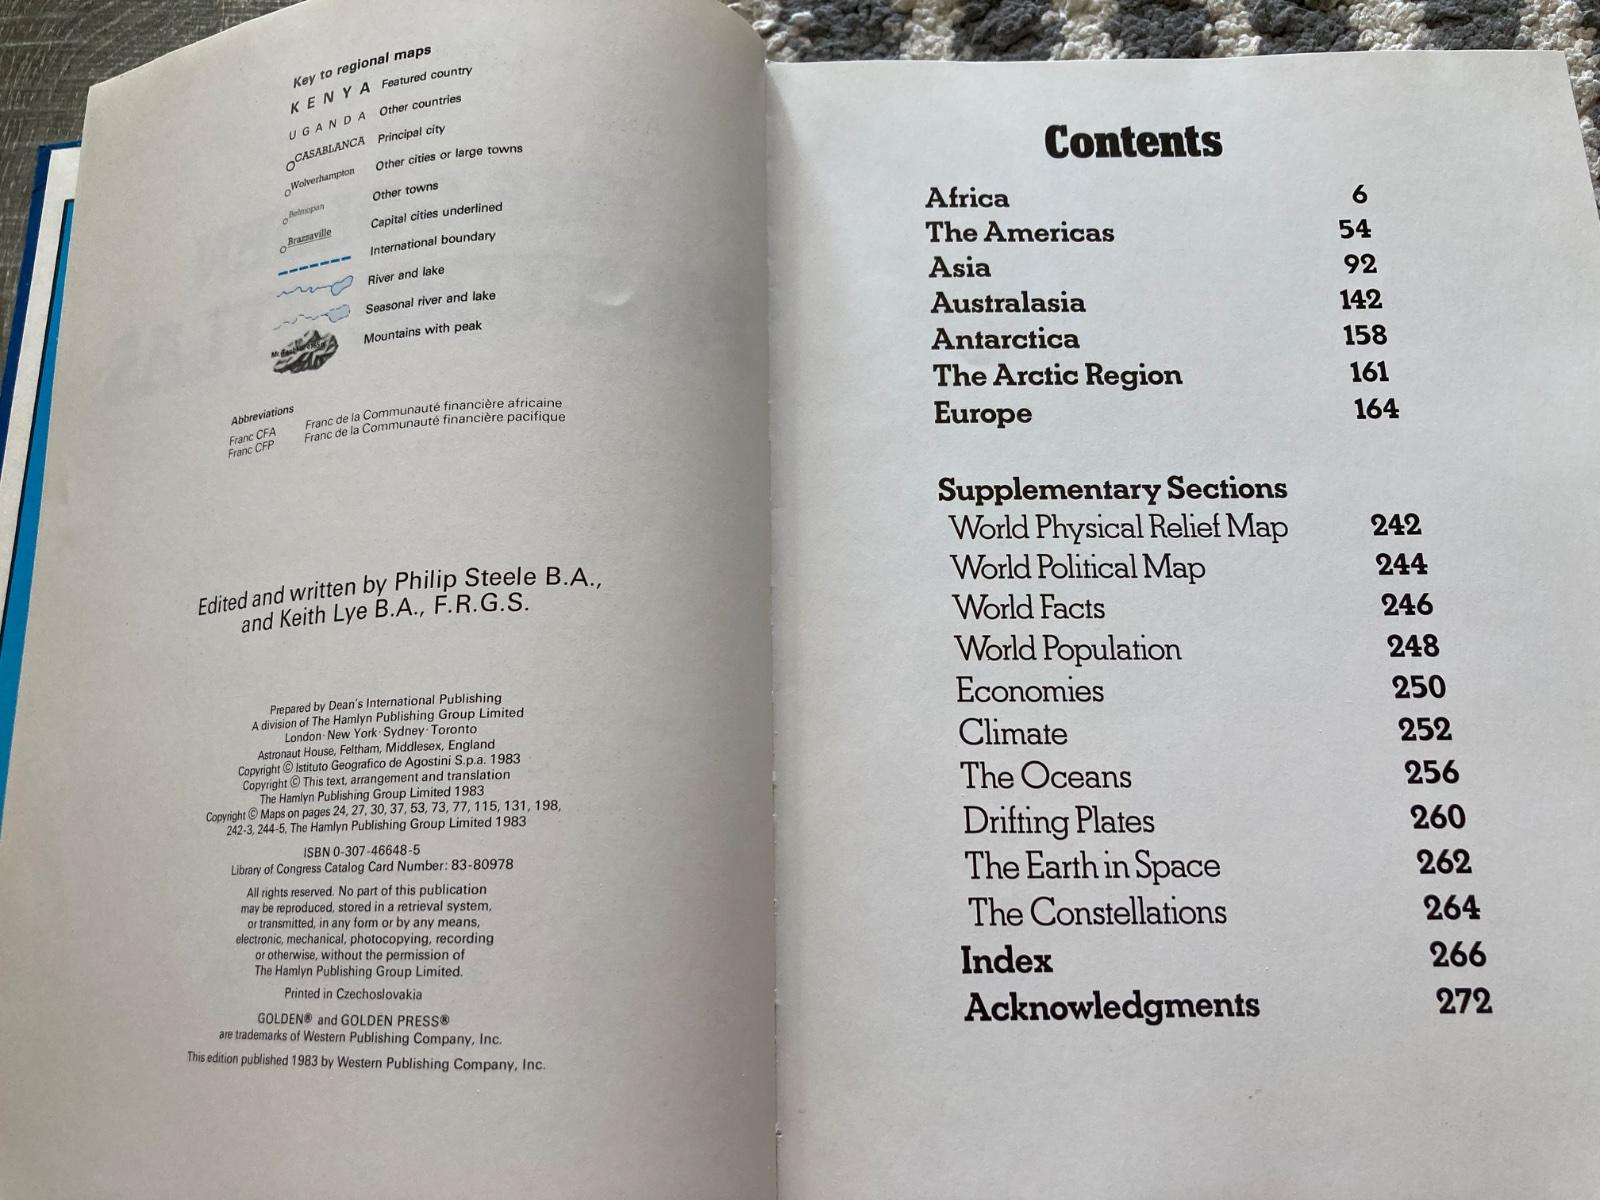 Key to regional maps
KENYA Featured country
UGANDA Other countries
CASABLANCA Principal city
Wolverhampton Other cities or large towns
Belmopan Other towns
Brazzaville Capital cities underlined
International boundary
River and lake
Seasonal river and lake
Mountains with peak
Abbreviations
Franc CFA Franc de la Communauté financière africaine
Franc CFP Franc de la Communauté financière pacifique
Edited and written by Philip Steele B.A.,
and Keith Lye B.A., F.R.G.S.
Prepared by Dean's International Publishing
A division of The Hamlyn Publishing Group Limited
London · New York · Sydney · Toronto
Astronaut House, Feltham, Middlesex, England
Copyright © Istituto Geografico de Agostini S.p.a. 1983
Copyright © This text, arrangement and translation
The Hamlyn Publishing Group Limited 1983
Copyright © Maps on pages 24, 27, 30, 37, 53, 73, 77, 115, 131, 198,
242-3, 244-5, The Hamlyn Publishing Group Limited 1983
ISBN 0-307-46648-5
Library of Congress Catalog Card Number: 83-80978
All rights reserved. No part of this publication
may be reproduced, stored in a retrieval system,
or transmitted, in any form or by any means,
electronic, mechanical, photocopying, recording
or otherwise, without the permission of
The Hamlyn Publishing Group Limited.
Printed in Czechoslovakia
GOLDEN® and GOLDEN PRESS®
are trademarks of Western Publishing Company, Inc.
This edition published 1983 by Western Publishing Company, Inc.
Contents
Africa 6
The Americas 54
Asia 92
Australasia 142
Antarctica 158
The Arctic Region 161
Europe 164
Supplementary Sections
World Physical Relief Map 242
World Political Map 244
World Facts 246
World Population 248
Economies 250
Climate 252
The Oceans 256
Drifting Plates 260
The Earth in Space 262
The Constellations 264
Index 266
Acknowledgments 272